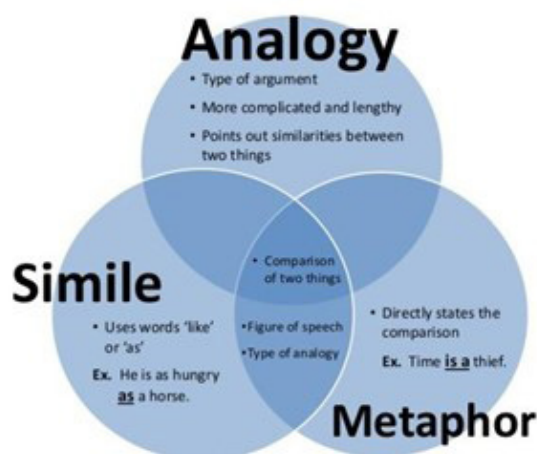 Analogy
• Type of argument
• More complicated and lengthy
• Points out similarities between
two things
• Comparison
of two things
Simile
• Uses words 'like'
or 'as'
Ex. He is as hungry
as a horse.
•Figure of speech
•Type of analogy
• Directly states the
comparison
Ex. Time is a thief.
Metaphor